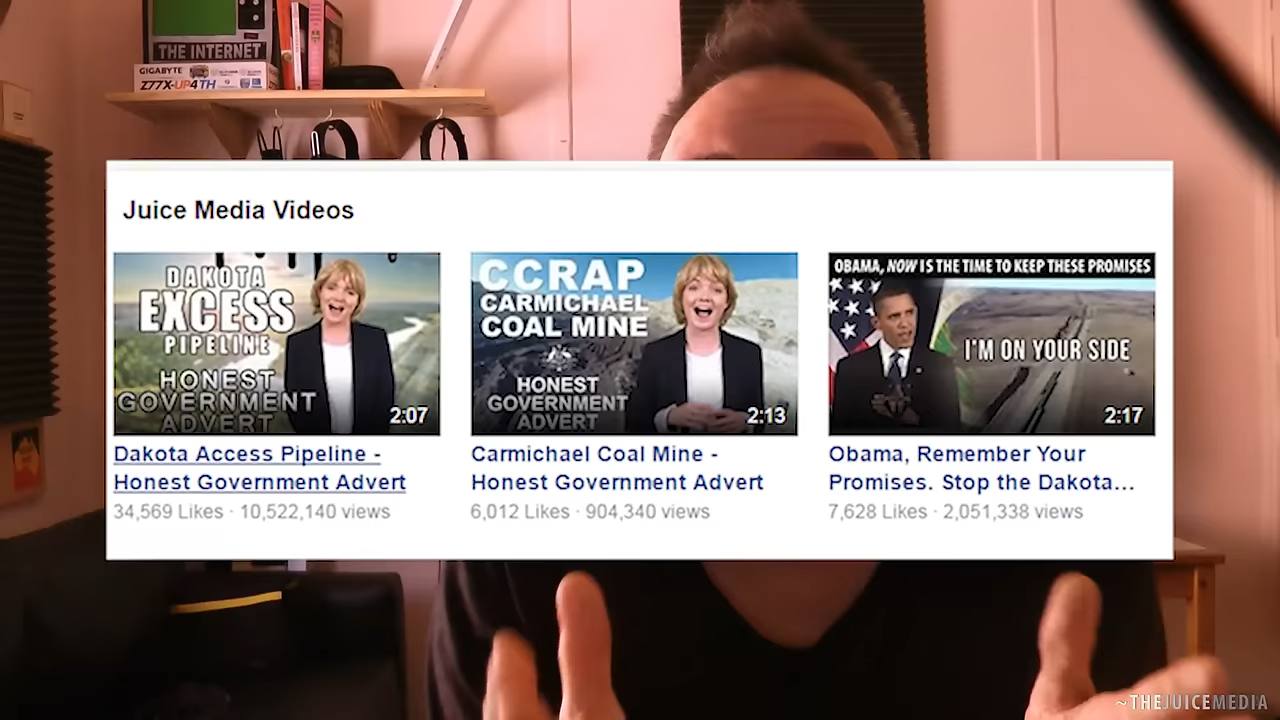 THE INTERNET
GIGABYTE
Z77X-UP4TH
Juice Media Videos
DAKOTA
EXCESS
PIPELINE
HONEST
GOVERNMENT
ADVERT
2:07
CCRAP
CARMICHAEL
COAL MINE
HONEST
GOVERNMENT
ADVERT
2:13
OBAMA, NOW IS THE TIME TO KEEP THESE PROMISES
I'M ON YOUR SIDE
2:17
Dakota Access Pipeline -
Honest Government Advert
34,569 Likes · 10,522,140 views
Carmichael Coal Mine -
Honest Government Advert
6,012 Likes · 904,340 views
Obama, Remember Your
Promises. Stop the Dakota...
7,628 Likes · 2,051,338 views
~THEJUICEMEDIA